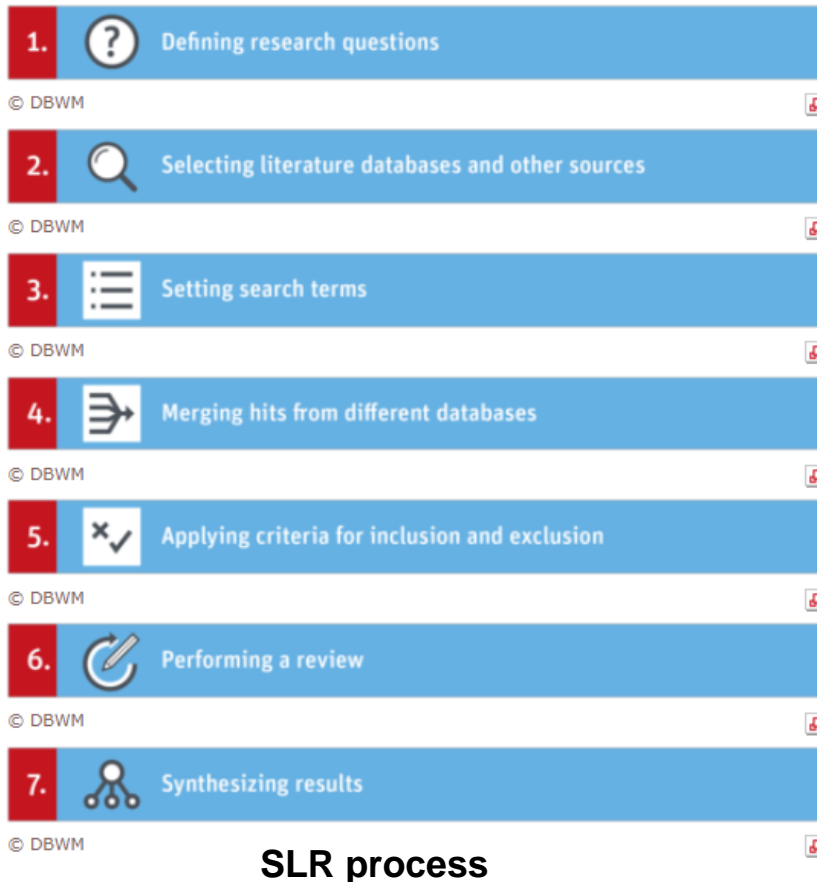 1. Defining research questions
© DBWM
2. Selecting literature databases and other sources
© DBWM
3. Setting search terms
© DBWM
4. Merging hits from different databases
© DBWM
5. Applying criteria for inclusion and exclusion
© DBWM
6. Performing a review
© DBWM
7. Synthesizing results
© DBWM
SLR process